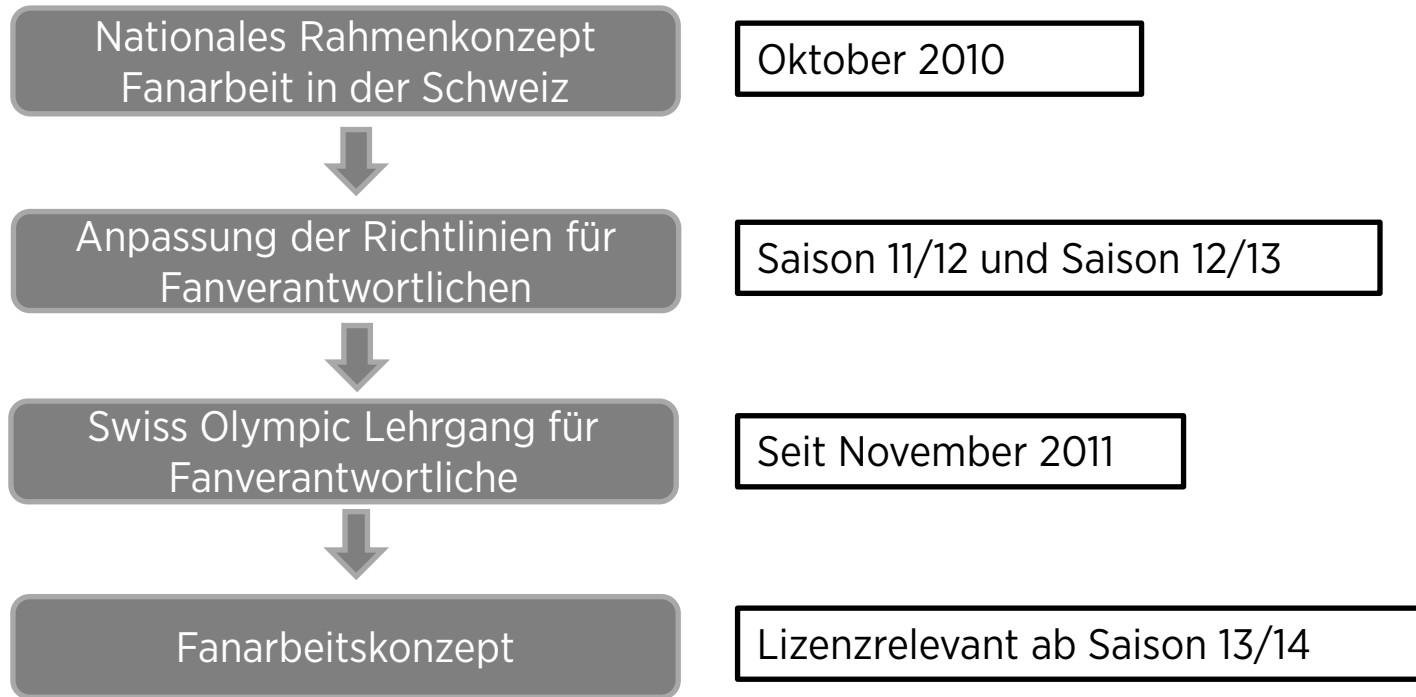 Nationales Rahmenkonzept
Fanarbeit in der Schweiz
Oktober 2010
Anpassung der Richtlinien für
Fanverantwortlichen
Saison 11/12 und Saison 12/13
Swiss Olympic Lehrgang für
Fanverantwortliche
Seit November 2011
Fanarbeitskonzept
Lizenzrelevant ab Saison 13/14